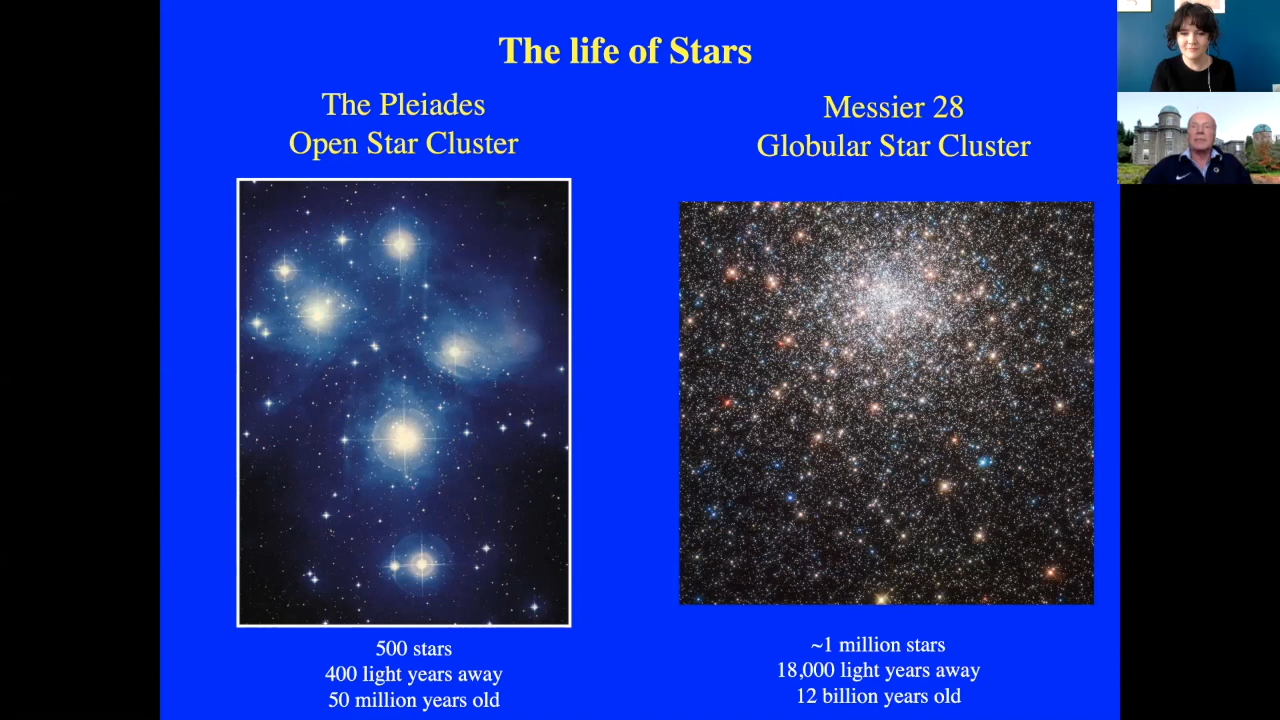 The life of Stars
The Pleiades
Open Star Cluster
Messier 28
Globular Star Cluster
500 stars
400 light years away
50 million years old
~1 million stars
18,000 light years away
12 billion years old